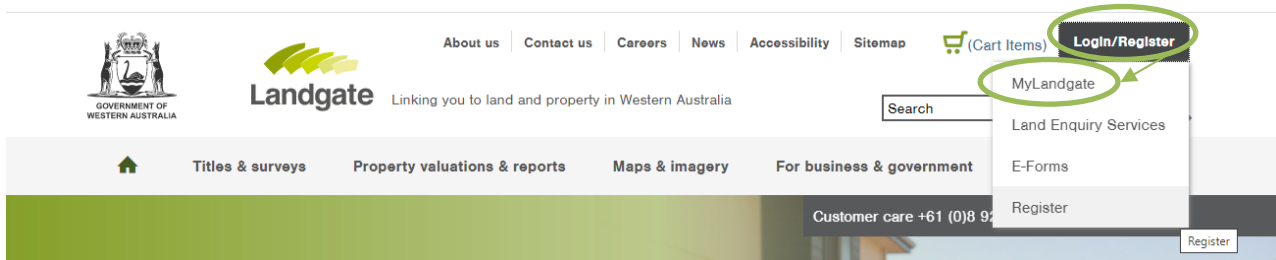 About us Contact us Careers News Accessibility Sitemap (Cart Items) Login/Register
GOVERNMENT OF
WESTERN AUSTRALIA
Landgate Linking you to land and property in Western Australia
Search
MyLandgate
Land Enquiry Services
E-Forms
Register
Titles & surveys Property valuations & reports Maps & imagery For business & government
Customer care +61 (0)8 92
Register